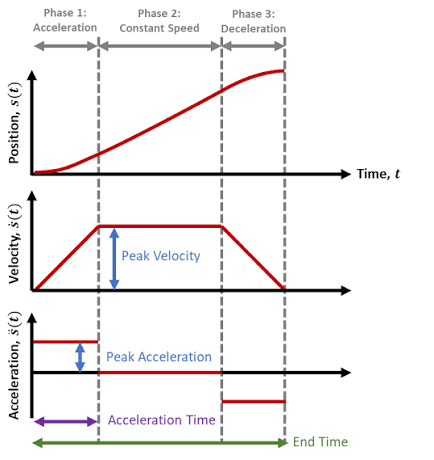 Phase 1:
Acceleration
Phase 2:
Constant Speed
Phase 3:
Deceleration
Position, s(t)
Time, t
Velocity, ṡ(t)
Peak Velocity
Acceleration, s̈(t)
Peak Acceleration
Acceleration Time
End Time